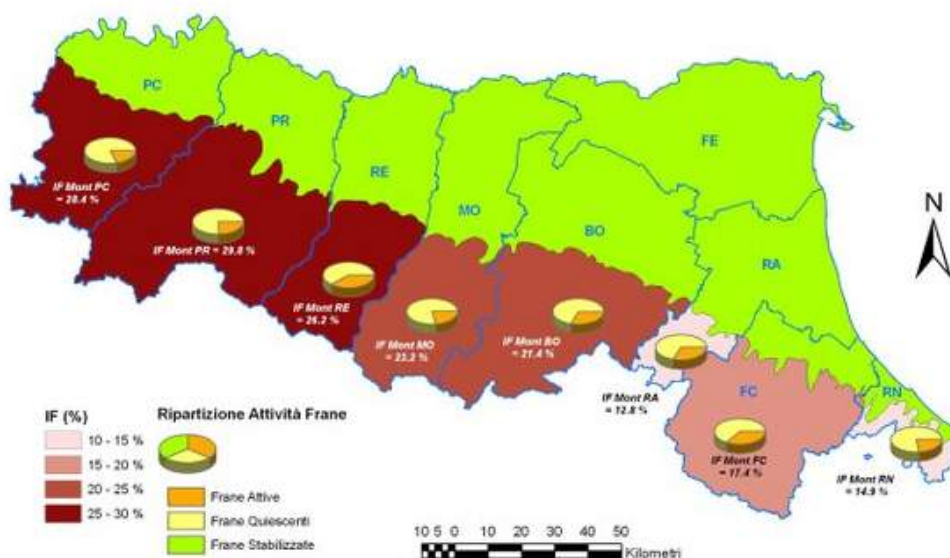 PC
PR
RE
MO
BO
FE
RA
FC
RN
IF Mont PC
= 28.4 %
IF Mont PR = 29.8 %
IF Mont RE
= 26.2 %
IF Mont MO
= 23.2 %
IF Mont BO
= 21.4 %
IF Mont RA
= 12.8 %
IF Mont FC
= 17.4 %
IF Mont RN
= 14.9 %
N
IF (%)
10 - 15 %
15 - 20 %
20 - 25 %
25 - 30 %
Ripartizione Attività Frane
Frane Attive
Frane Quiescenti
Frane Stabilizzate
10 5 0 10 20 30 40 50
Kilometri